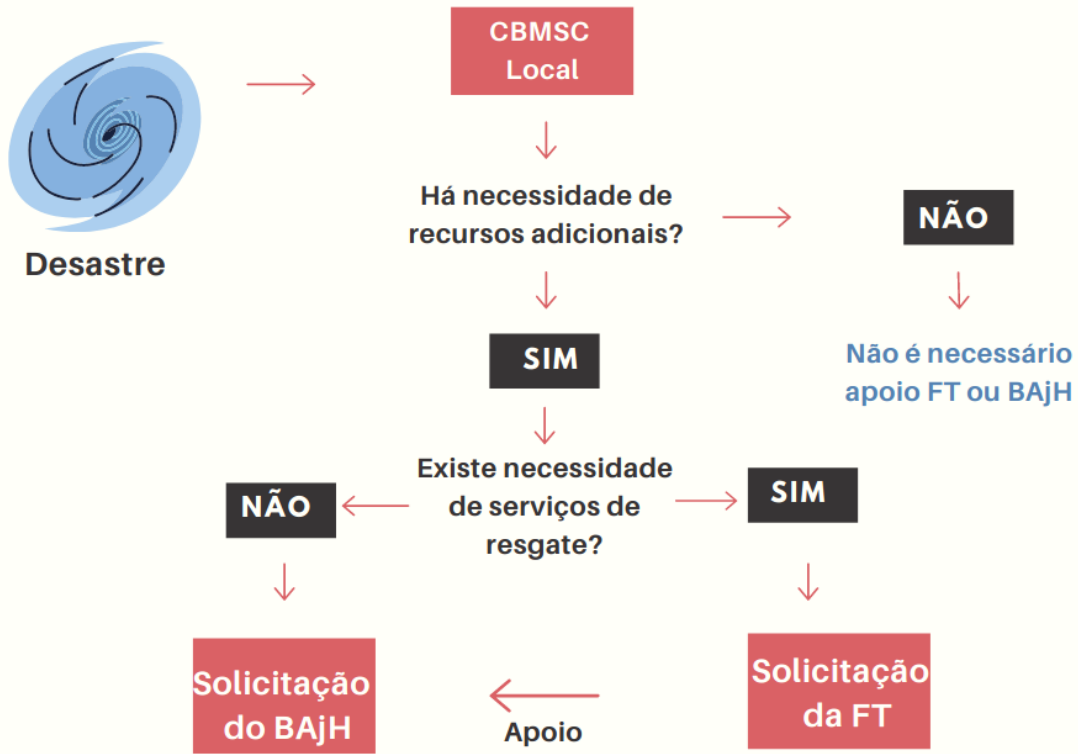 CBMSC
Local
Desastre
Há necessidade de
recursos adicionais?
NÃO
SIM
Não é necessário
apoio FT ou BAjH
Existe necessidade
de serviços de
resgate?
NÃO
SIM
Solicitação
do BAjH
Apoio
Solicitação
da FT